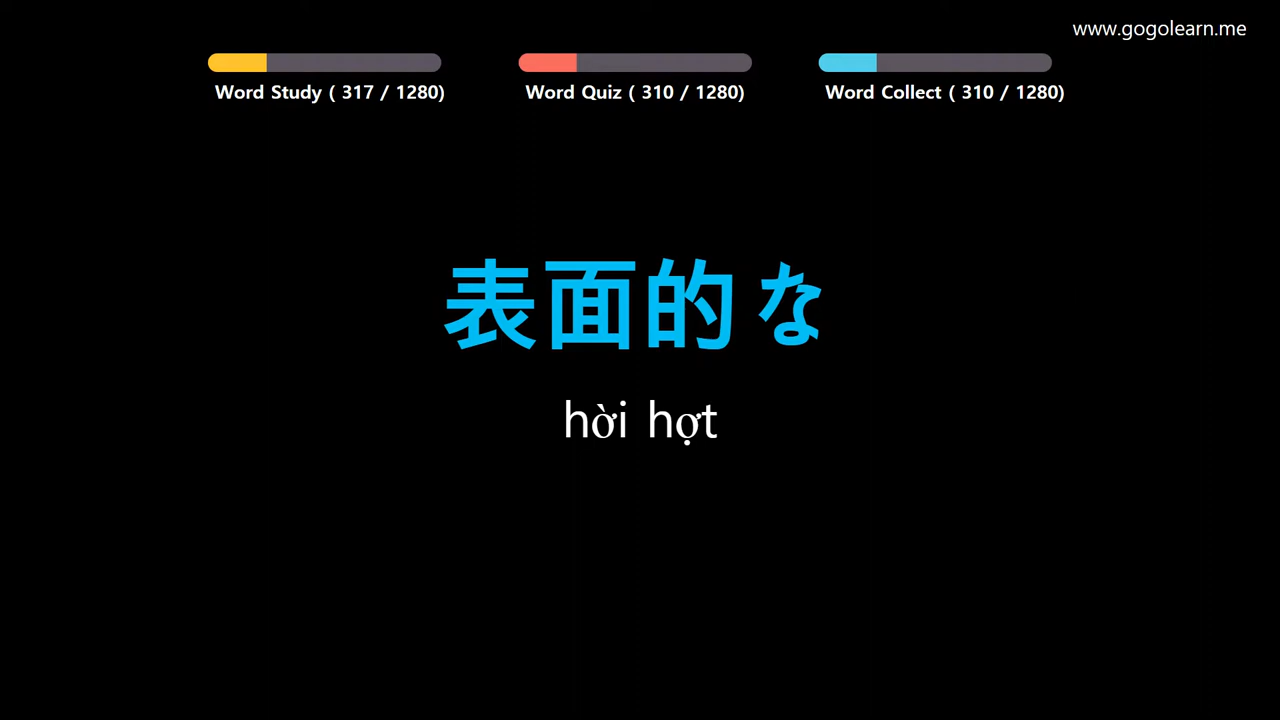 www.gogolearn.me
Word Study ( 317 / 1280)
Word Quiz ( 310 / 1280)
Word Collect ( 310 / 1280)
表面的な
hời hợt